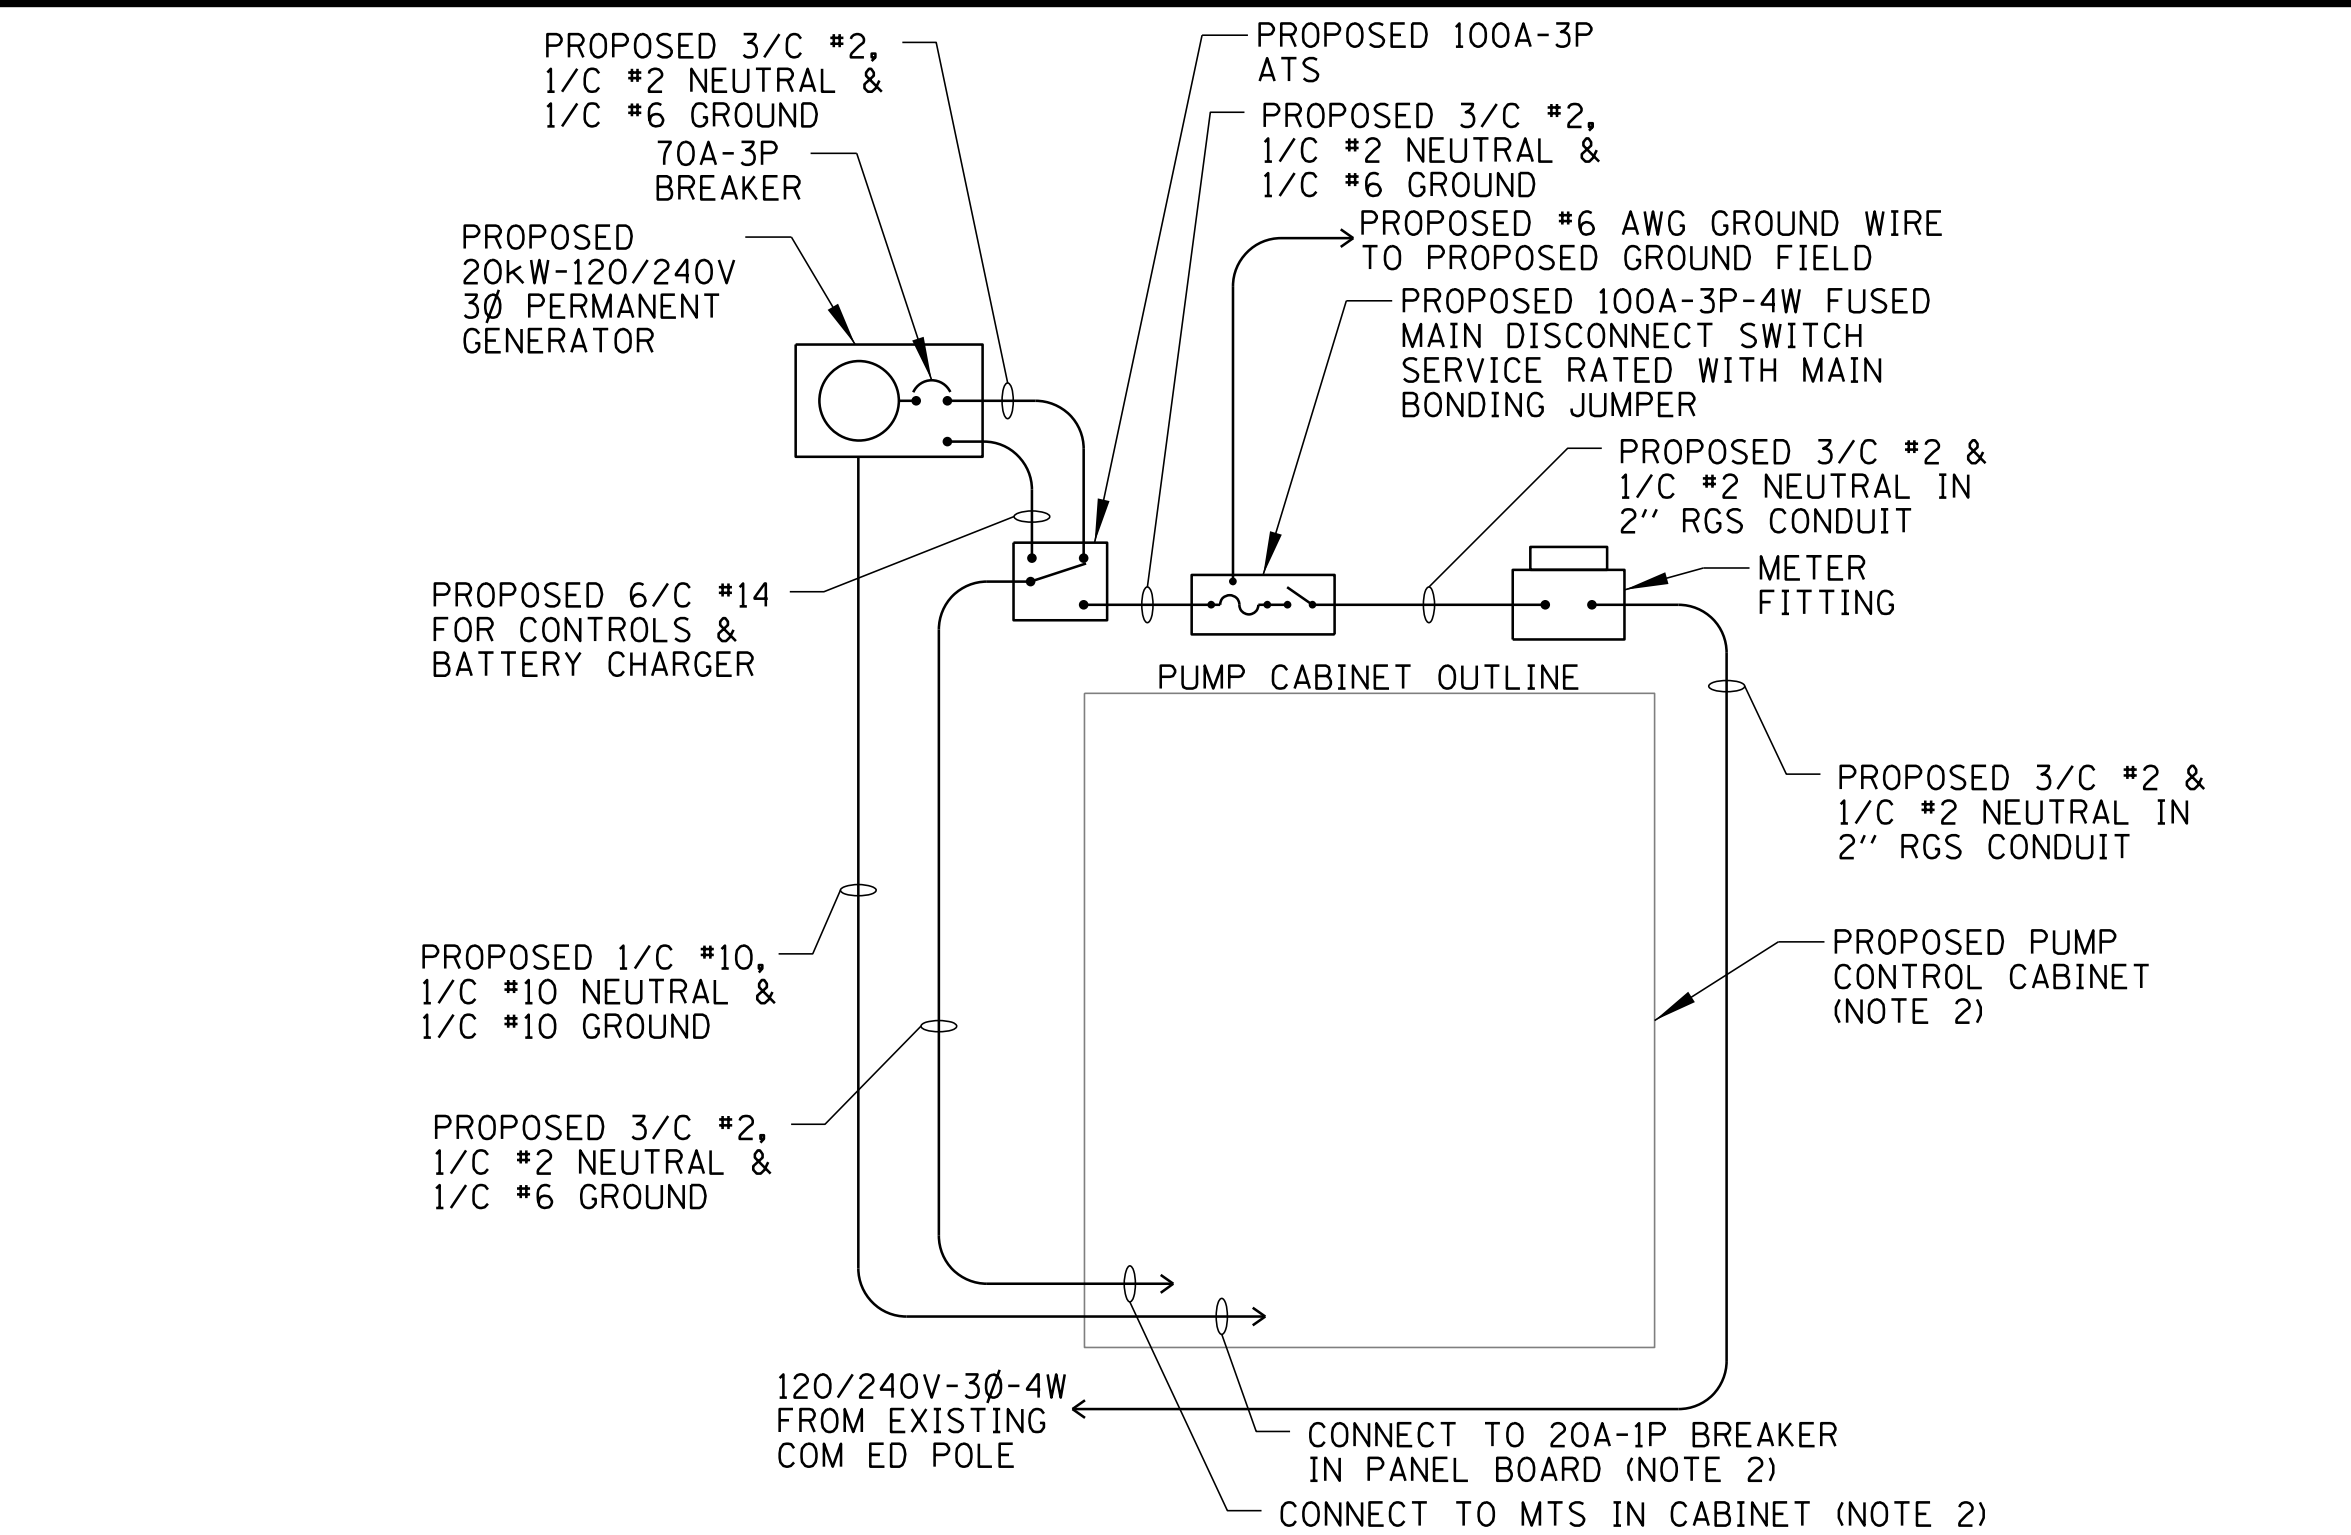 PROPOSED 3/C #2,
1/C #2 NEUTRAL &
1/C #6 GROUND
70A-3P
BREAKER
PROPOSED
20kW-120/240V
3Ø PERMANENT
GENERATOR
PROPOSED 100A-3P
ATS
PROPOSED 3/C #2,
1/C #2 NEUTRAL &
1/C #6 GROUND
PROPOSED #6 AWG GROUND WIRE
TO PROPOSED GROUND FIELD
PROPOSED 100A-3P-4W FUSED
MAIN DISCONNECT SWITCH
SERVICE RATED WITH MAIN
BONDING JUMPER
PROPOSED 3/C #2 &
1/C #2 NEUTRAL IN
2" RGS CONDUIT
METER
FITTING
PROPOSED 6/C #14
FOR CONTROLS &
BATTERY CHARGER
PUMP CABINET OUTLINE
PROPOSED 3/C #2 &
1/C #2 NEUTRAL IN
2" RGS CONDUIT
PROPOSED PUMP
CONTROL CABINET
(NOTE 2)
PROPOSED 1/C #10,
1/C #10 NEUTRAL &
1/C #10 GROUND
PROPOSED 3/C #2,
1/C #2 NEUTRAL &
1/C #6 GROUND
120/240V-3Ø-4W
FROM EXISTING
COM ED POLE
CONNECT TO 20A-1P BREAKER
IN PANEL BOARD (NOTE 2)
CONNECT TO MTS IN CABINET (NOTE 2)